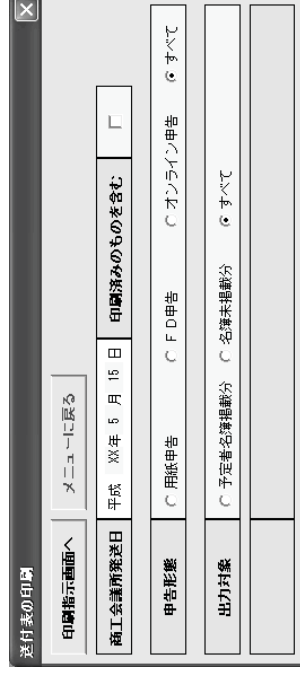 送付表の印刷
印刷指示画面へ メニューに戻る
商工会議所発送日 平成 XX年 5 月 15 日 印刷済みのものを含む
申告形態 用紙申告 FD申告 オンライン申告 すべて
出力対象 予定者名簿掲載分 名簿未掲載分 すべて